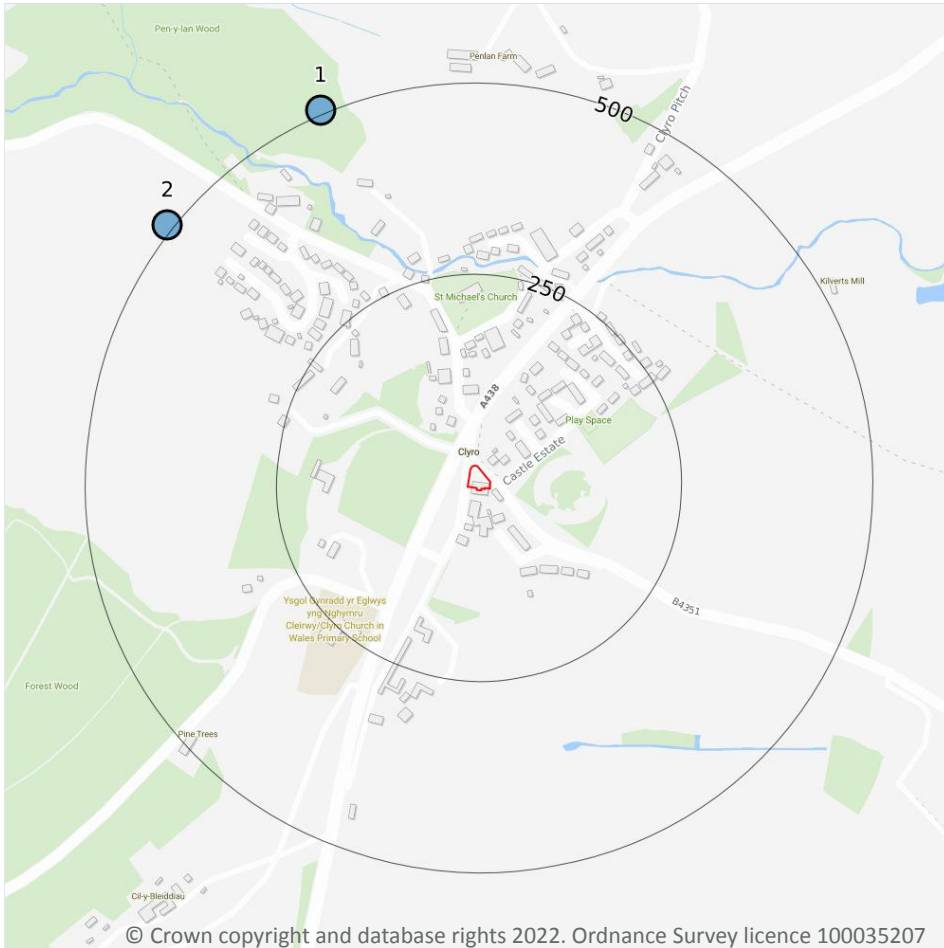 Pen-y-lan Wood
1
Penlan Farm
500
Clyro Pitch
2
250
Kilverts Mill
St Michael's Church
A438
Play Space
Clyro
Castle Estate
Ysgol Gynradd yr Eglwys
yng Nghymru
Cleirwy/Clyro Church in
Wales Primary School
B4351
Forest Wood
Pine Trees
Cil-y-Bleiddiau
© Crown copyright and database rights 2022. Ordnance Survey licence 100035207